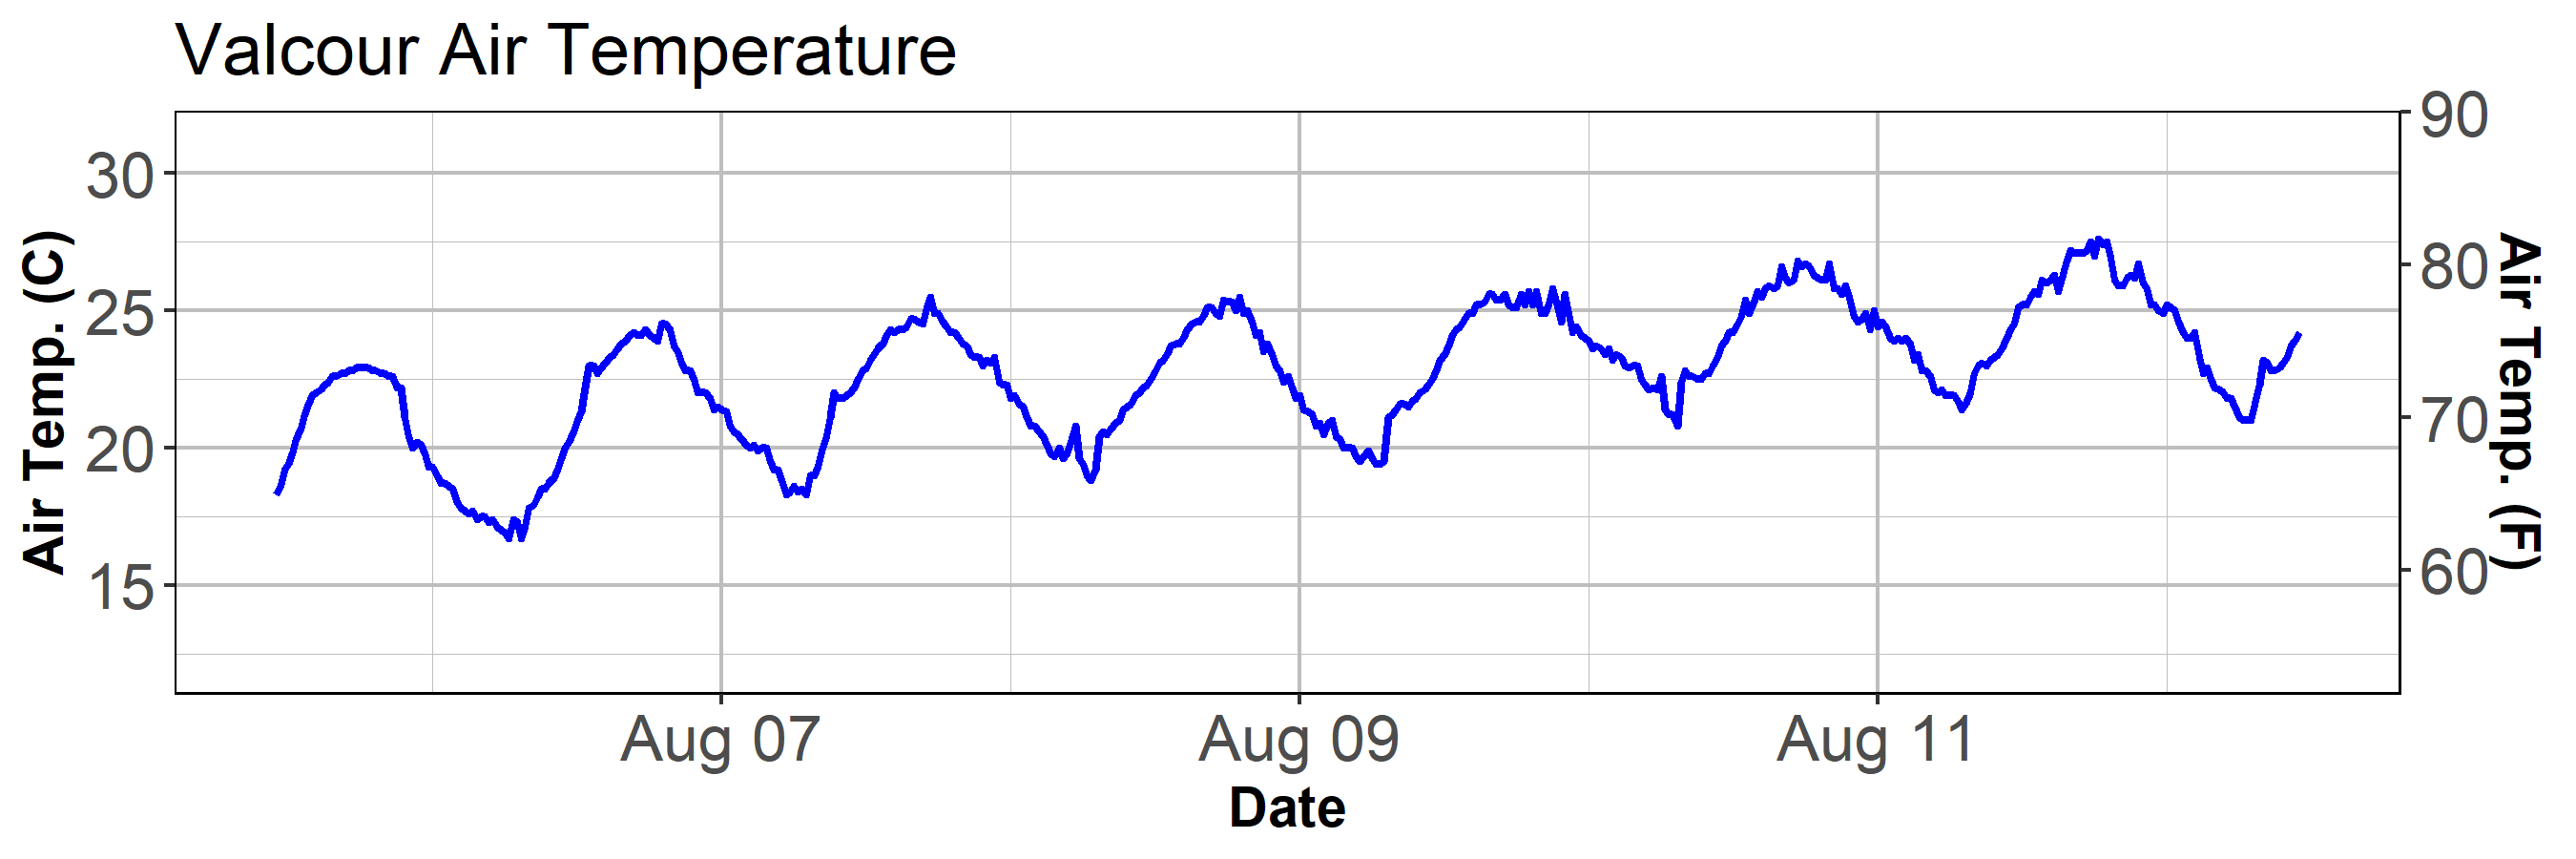 Valcour Air Temperature
Air Temp. (C)
30
25
20
15
90
80
70
60
Air Temp. (F)
Aug 07
Aug 09
Aug 11
Date